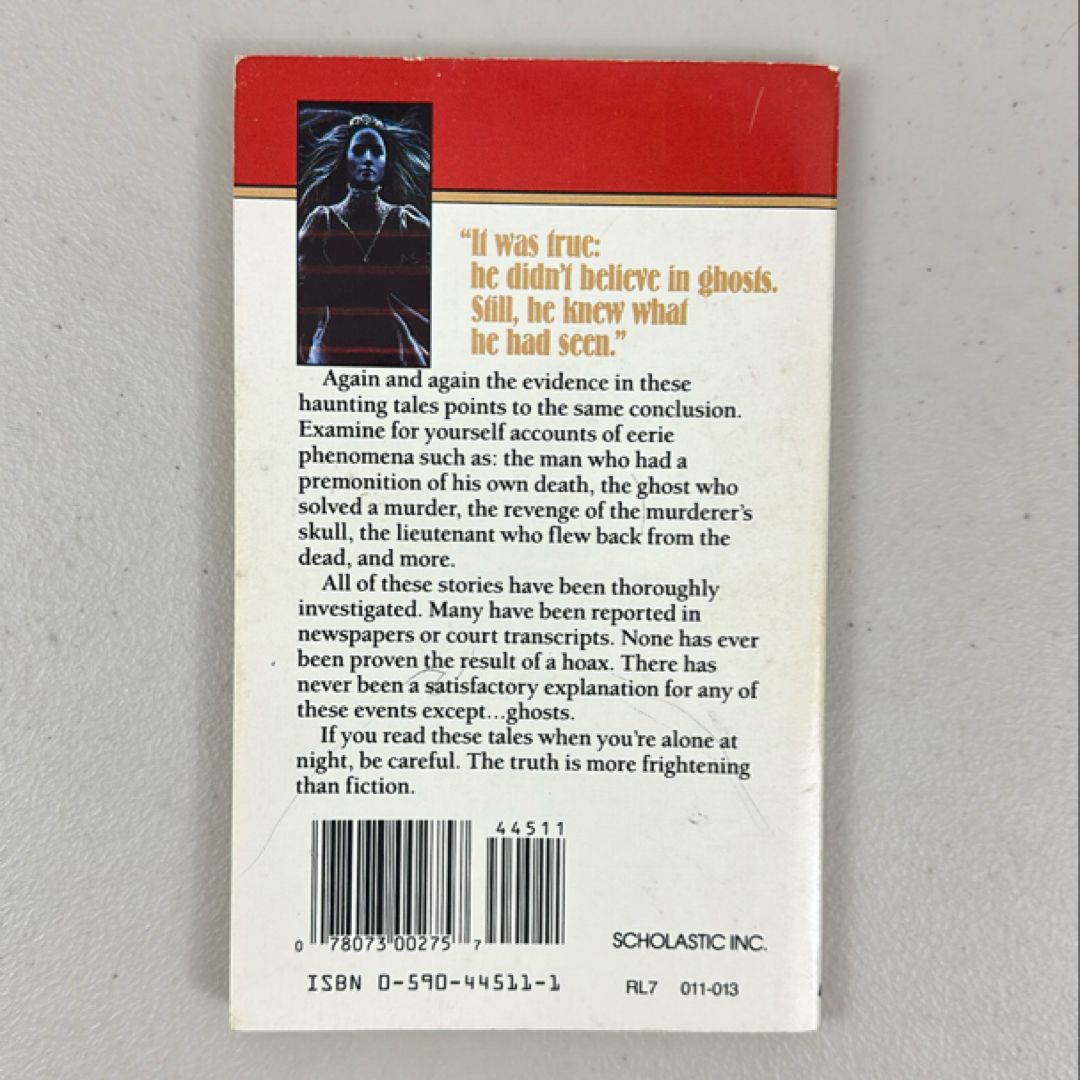 “It was true:
he didn’t believe in ghosts.
Still, he knew what
he had seen.”
Again and again the evidence in these
haunting tales points to the same conclusion.
Examine for yourself accounts of eerie
phenomena such as: the man who had a
premonition of his own death, the ghost who
solved a murder, the revenge of the murderer’s
skull, the lieutenant who flew back from the
dead, and more.
All of these stories have been thoroughly
investigated. Many have been reported in
newspapers or court transcripts. None has ever
been proven the result of a hoax. There has
never been a satisfactory explanation for any of
these events except...ghosts.
If you read these tales when you’re alone at
night, be careful. The truth is more frightening
than fiction.
44511
0 78073 00275 7
SCHOLASTIC INC.
ISBN 0-590-44511-1
RL7 011-013